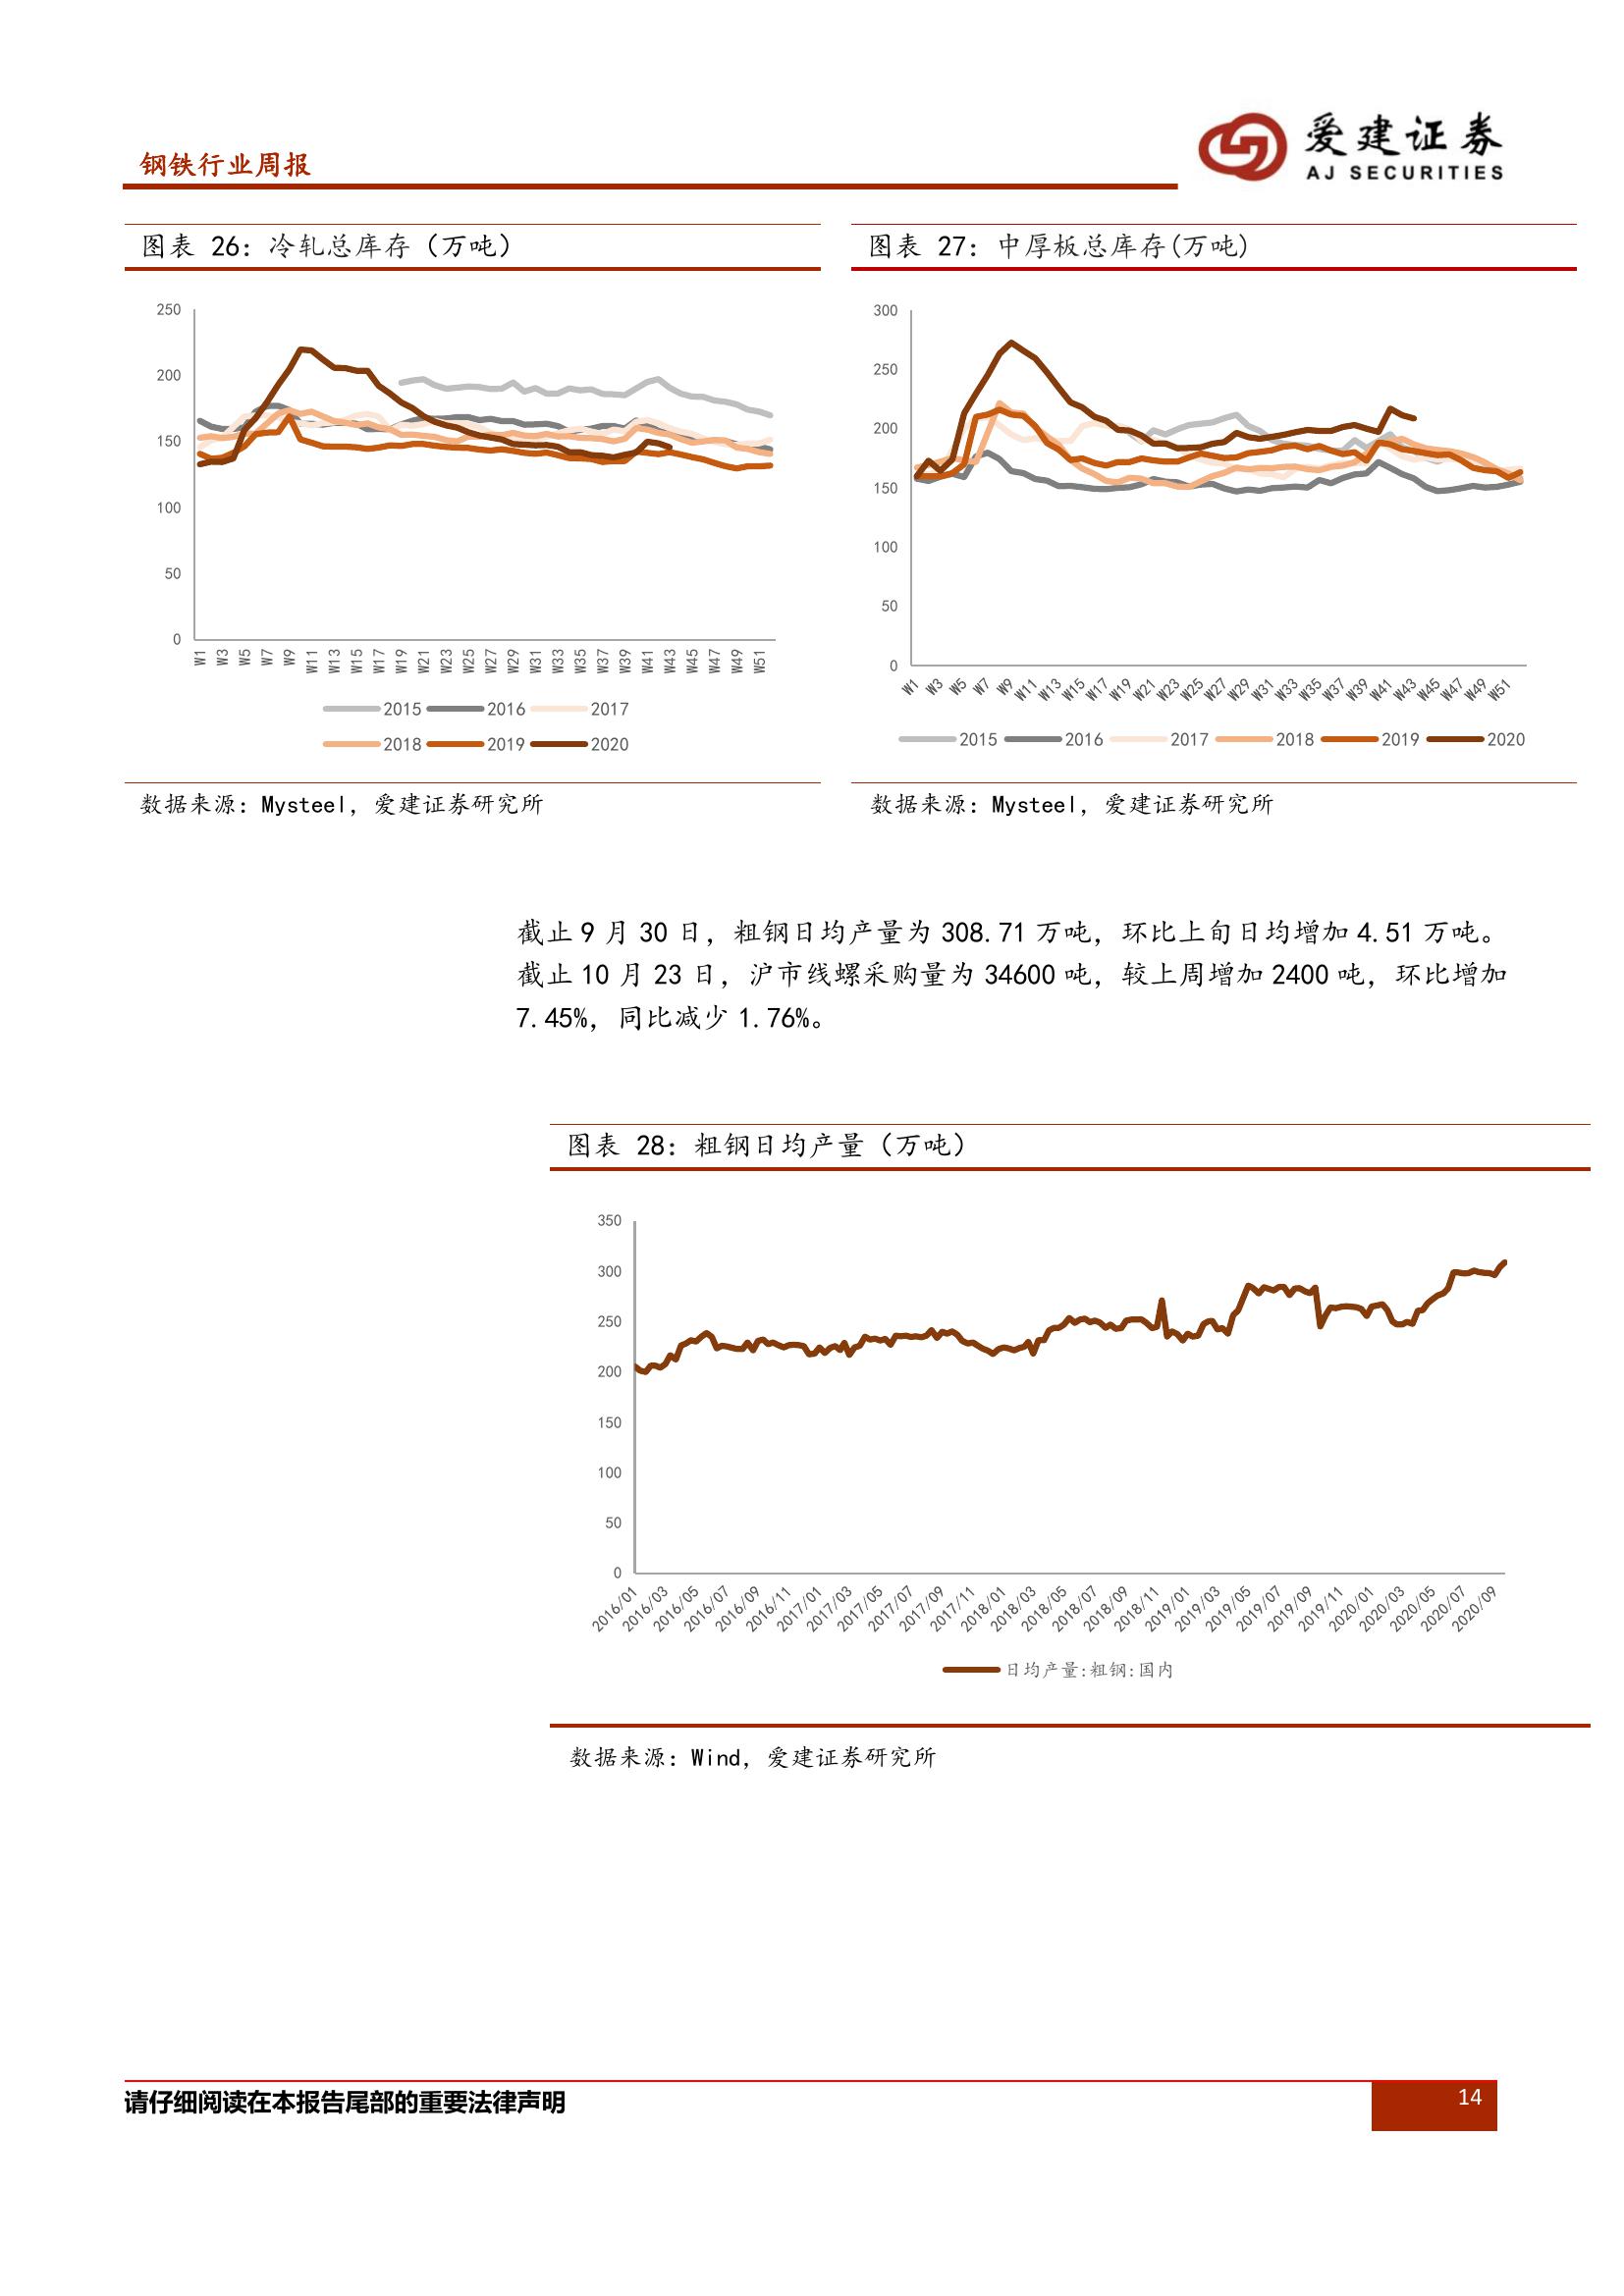 钢铁行业周报
爱建证券
AJ SECURITIES
图表 26：冷轧总库存（万吨）
250
200
150
100
50
0
W1 W3 W5 W7 W9 W11 W13 W15 W17 W19 W21 W23 W25 W27 W29 W31 W33 W35 W37 W39 W41 W43 W45 W47 W49 W51
2015 2016 2017
2018 2019 2020
数据来源：Mysteel，爱建证券研究所
图表 27：中厚板总库存(万吨)
300
250
200
150
100
50
0
W1 W3 W5 W7 W9 W11 W13 W15 W17 W19 W21 W23 W25 W27 W29 W31 W33 W35 W37 W39 W41 W43 W45 W47 W49 W51
2015 2016 2017 2018 2019 2020
数据来源：Mysteel，爱建证券研究所
截止 9 月 30 日，粗钢日均产量为 308.71 万吨，环比上旬日均增加 4.51 万吨。
截止 10 月 23 日，沪市线螺采购量为 34600 吨，较上周增加 2400 吨，环比增加
7.45%，同比减少 1.76%。
图表 28：粗钢日均产量（万吨）
350
300
250
200
150
100
50
0
2016/01 2016/03 2016/05 2016/07 2016/09 2016/11 2017/01 2017/03 2017/05 2017/07 2017/09 2017/11 2018/01 2018/03 2018/05 2018/07 2018/09 2018/11 2019/01 2019/03 2019/05 2019/07 2019/09 2019/11 2020/01 2020/03 2020/05 2020/07 2020/09
日均产量:粗钢:国内
数据来源：Wind，爱建证券研究所
请仔细阅读在本报告尾部的重要法律声明
14